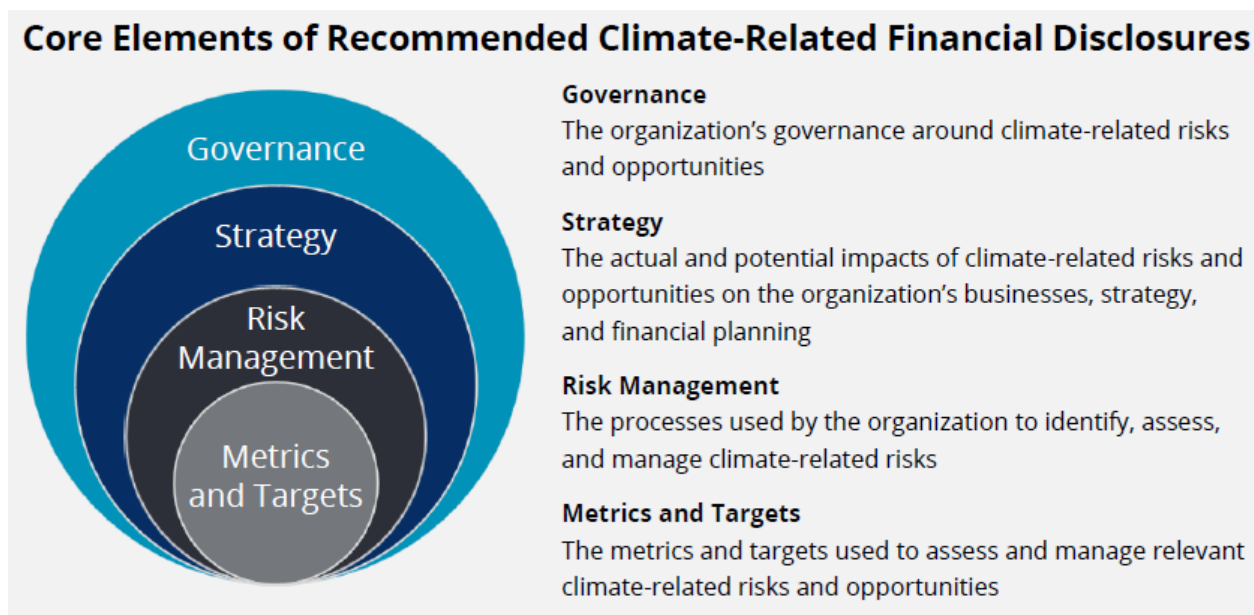 Core Elements of Recommended Climate-Related Financial Disclosures
Governance
Strategy
Risk
Management
Metrics
and Targets
Governance
The organization’s governance around climate-related risks
and opportunities
Strategy
The actual and potential impacts of climate-related risks and
opportunities on the organization’s businesses, strategy,
and financial planning
Risk Management
The processes used by the organization to identify, assess,
and manage climate-related risks
Metrics and Targets
The metrics and targets used to assess and manage relevant
climate-related risks and opportunities